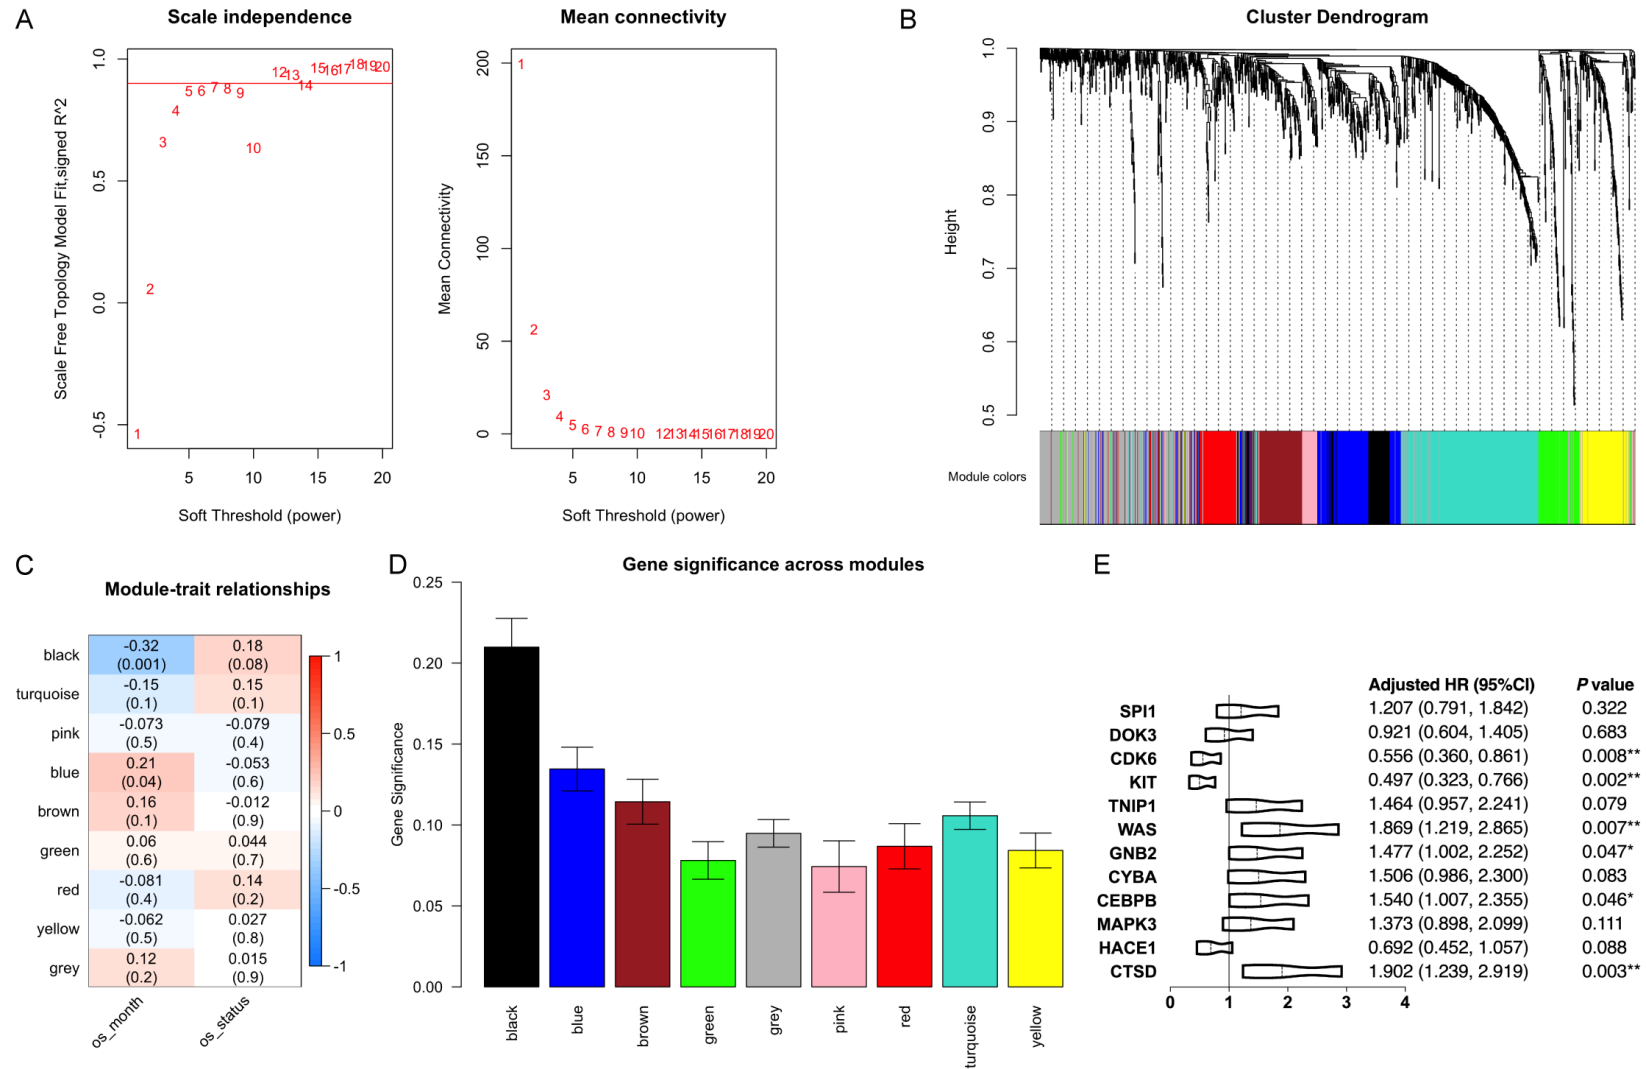 A
Scale independence
Scale Free Topology Model Fit,signed R^2
1.0
0.5
0.0
-0.5
1
2
3
4
5
6
7
8
9
10
12
13
14
15
16
17
18
19
20
5
10
15
20
Soft Threshold (power)
Mean connectivity
Mean Connectivity
200
150
100
50
0
1
2
3
4
5
6
7
8
9
10
12
13
14
15
16
17
18
19
20
5
10
15
20
Soft Threshold (power)
B
Cluster Dendrogram
Height
1.0
0.9
0.8
0.7
0.6
0.5
Module colors
C
Module-trait relationships
black
-0.32
(0.001)
0.18
(0.08)
turquoise
-0.15
(0.1)
0.15
(0.1)
pink
-0.073
(0.5)
-0.079
(0.4)
blue
0.21
(0.04)
-0.053
(0.6)
brown
0.16
(0.1)
-0.012
(0.9)
green
0.06
(0.6)
0.044
(0.7)
red
-0.081
(0.4)
0.14
(0.2)
yellow
-0.062
(0.5)
0.027
(0.8)
grey
0.12
(0.2)
0.015
(0.9)
os_month
os_status
1
0.5
0
-0.5
-1
D
Gene significance across modules
Gene Significance
0.25
0.20
0.15
0.10
0.05
0.00
black
blue
brown
green
grey
pink
red
turquoise
yellow
E
Adjusted HR (95%CI) P value
SPI1 1.207 (0.791, 1.842) 0.322
DOK3 0.921 (0.604, 1.405) 0.683
CDK6 0.556 (0.360, 0.861) 0.008**
KIT 0.497 (0.323, 0.766) 0.002**
TNIP1 1.464 (0.957, 2.241) 0.079
WAS 1.869 (1.219, 2.865) 0.007**
GNB2 1.477 (1.002, 2.252) 0.047*
CYBA 1.506 (0.986, 2.300) 0.083
CEBPB 1.540 (1.007, 2.355) 0.046*
MAPK3 1.373 (0.898, 2.099) 0.111
HACE1 0.692 (0.452, 1.057) 0.088
CTSD 1.902 (1.239, 2.919) 0.003**
0 1 2 3 4